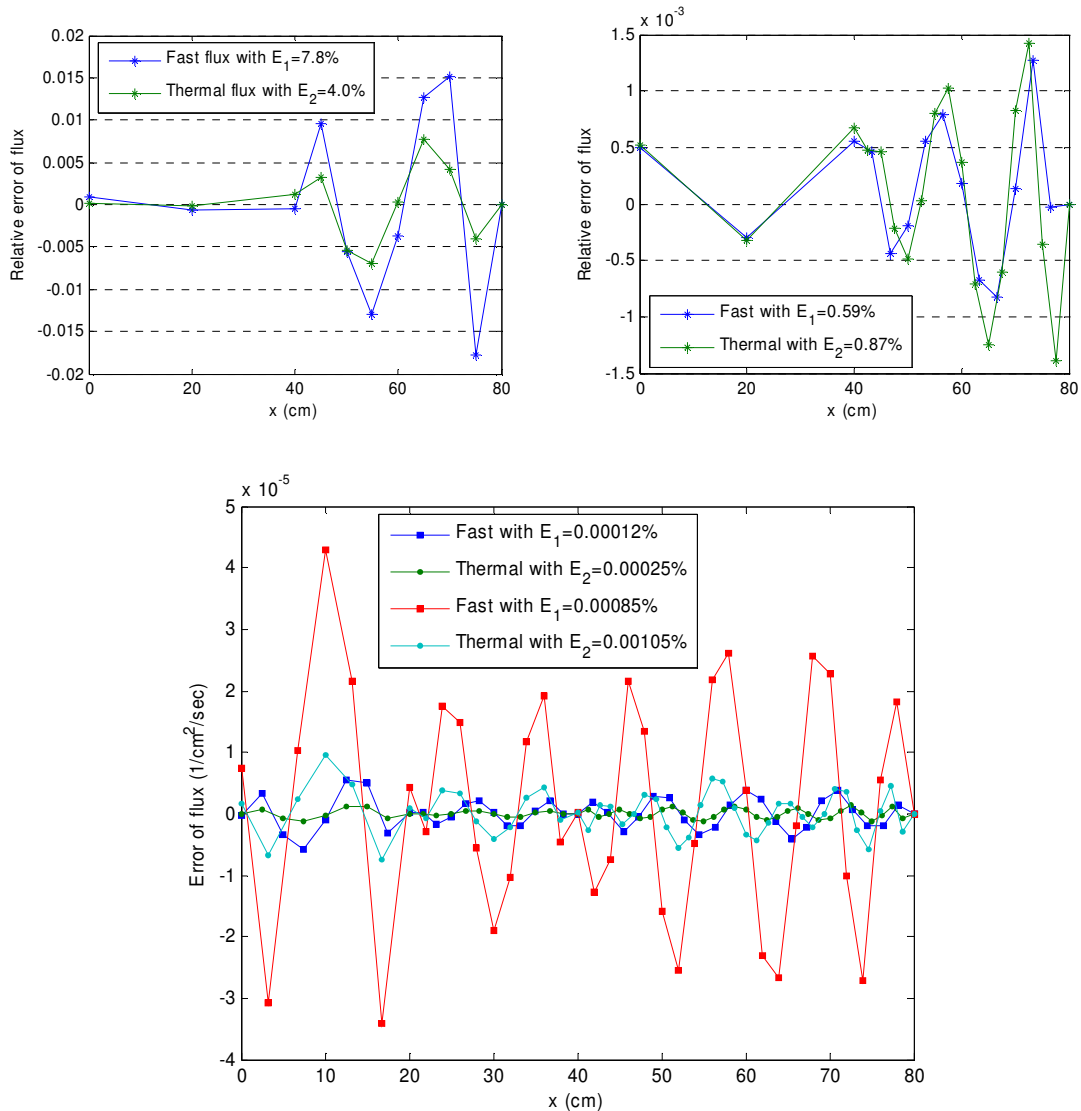 0.02
0.015
0.01
0.005
0
-0.005
-0.01
-0.015
-0.02
Relative error of flux
Fast flux with E1=7.8%
Thermal flux with E2=4.0%
0 20 40 60 80
x (cm)
x 10-3
1.5
1
0.5
0
-0.5
-1
-1.5
Relative error of flux
Fast with E1=0.59%
Thermal with E2=0.87%
0 20 40 60 80
x (cm)
x 10-5
5
4
3
2
1
0
-1
-2
-3
-4
Error of flux (1/cm2/sec)
Fast with E1=0.00012%
Thermal with E2=0.00025%
Fast with E1=0.00085%
Thermal with E2=0.00105%
0 10 20 30 40 50 60 70 80
x (cm)